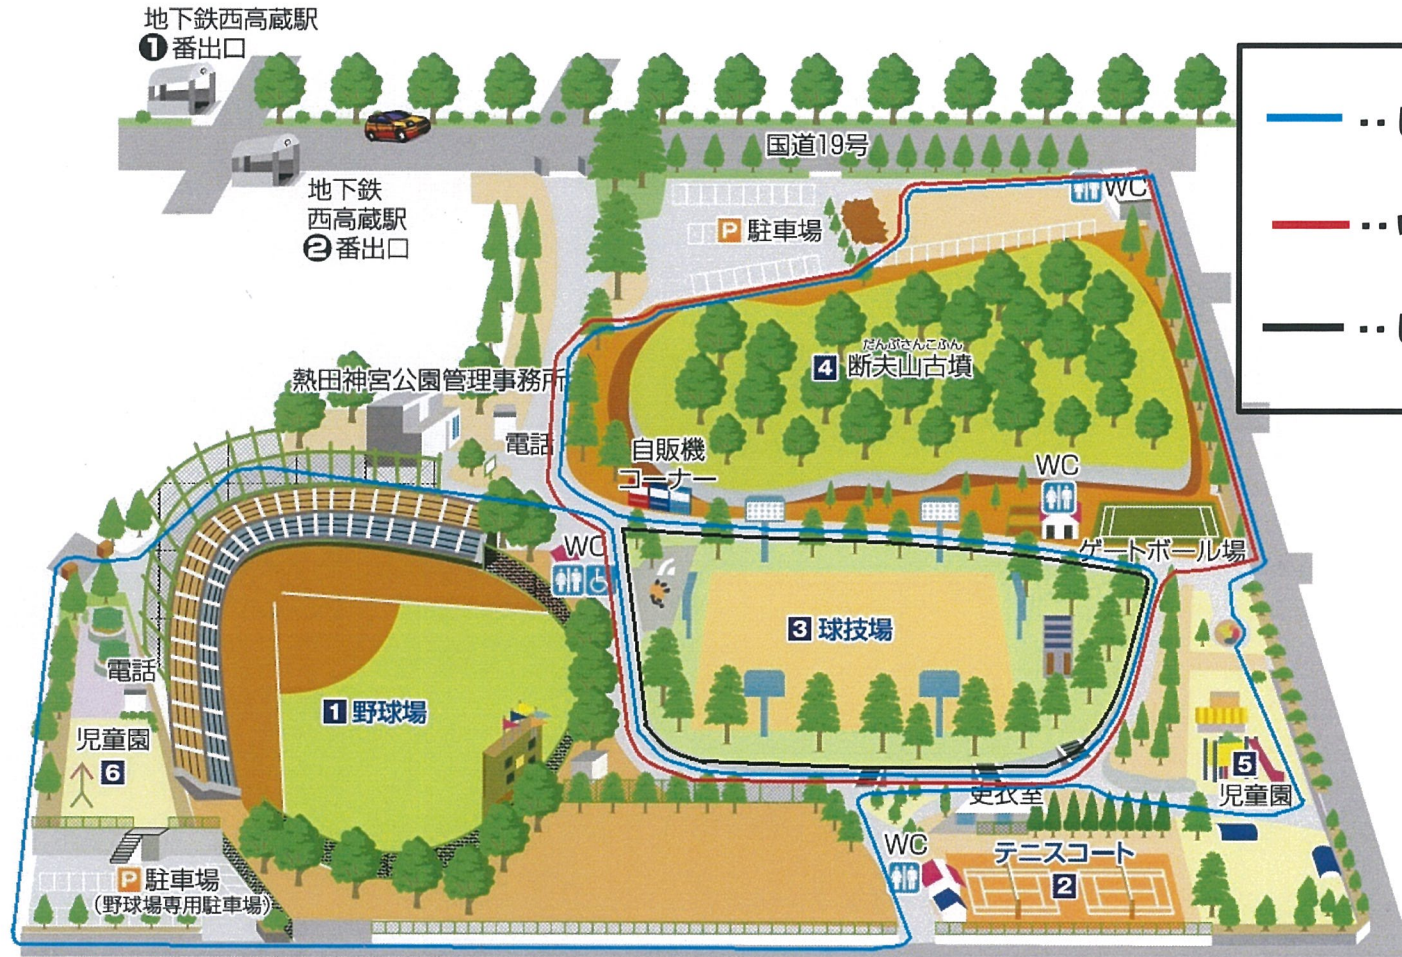 地下鉄西高蔵駅
❶番出口
国道19号
地下鉄
西高蔵駅
❷番出口
WC
P 駐車場
だんぷさんこふん
4 断夫山古墳
熱田神宮公園管理事務所
電話
自販機
コーナー
WC
ゲートボール場
WC
3 球技場
電話
1 野球場
児童園
6
5
児童園
更衣室
WC
テニスコート
2
P 駐車場
(野球場専用駐車場)